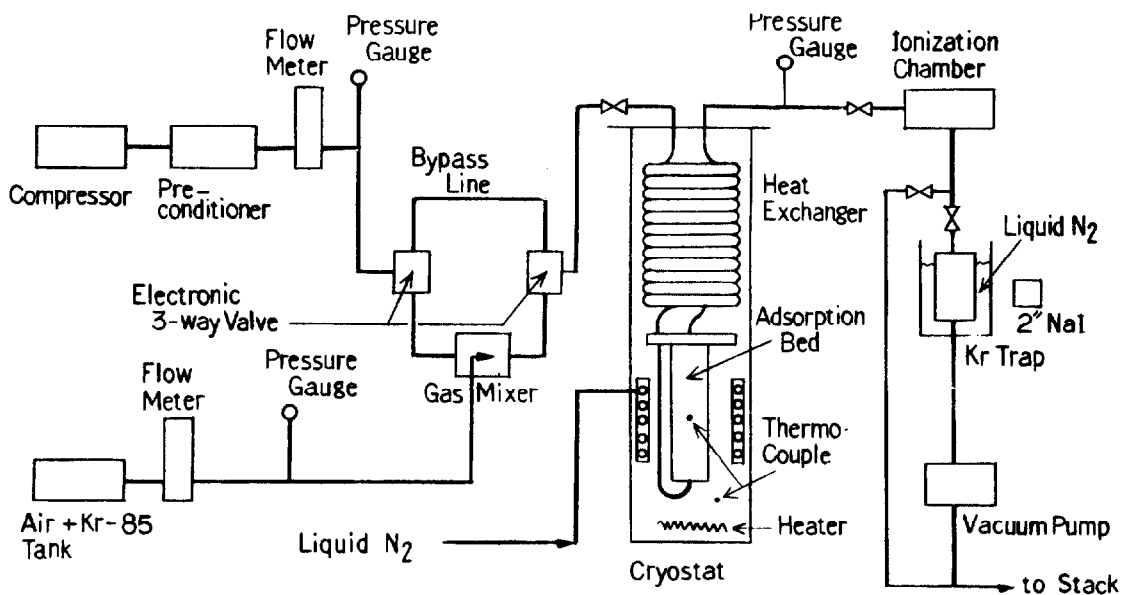 Pressure
Gauge
Flow
Meter
Compressor
Pre-
conditioner
Bypass
Line
Electronic
3-way Valve
Gas Mixer
Pressure
Gauge
Flow
Meter
Air + Kr-85
Tank
Liquid N2
Pressure
Gauge
Ionization
Chamber
Heat
Exchanger
Adsorption
Bed
Thermo-
Couple
Heater
Cryostat
Liquid N2
2" NaI
Kr Trap
Vacuum Pump
to Stack